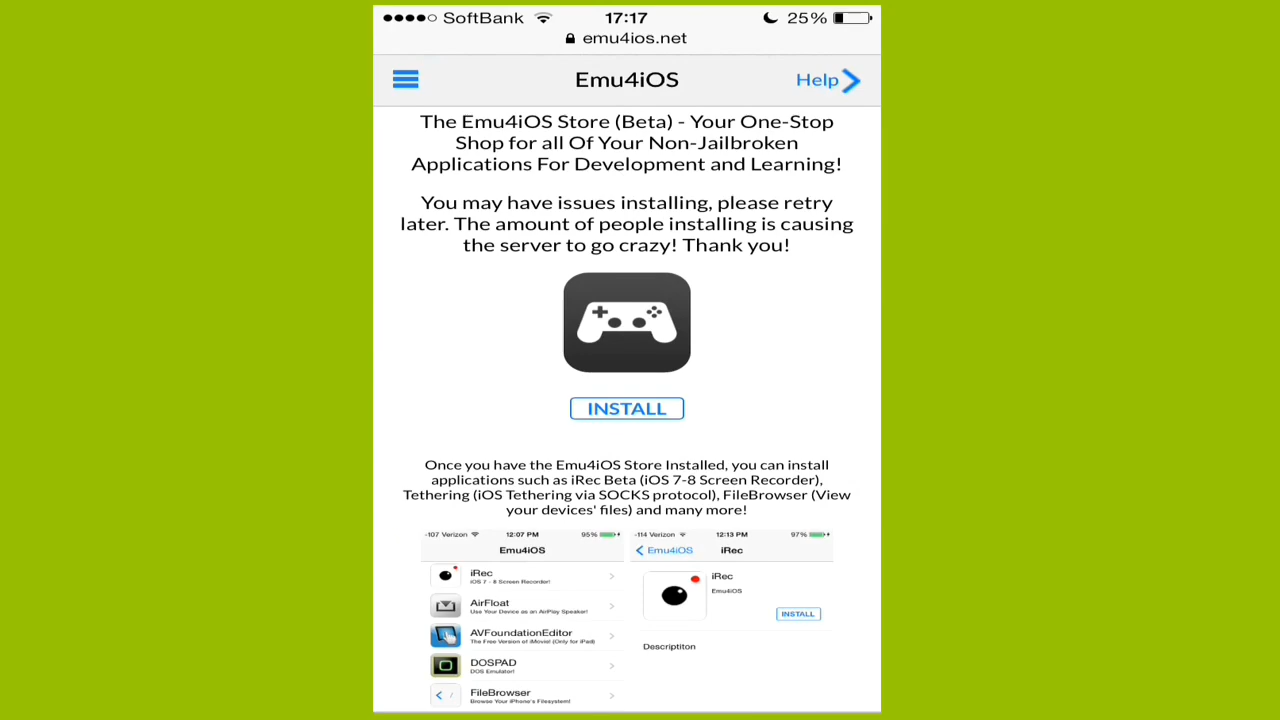 SoftBank 17:17 25%
emu4ios.net
Emu4iOS Help
The Emu4iOS Store (Beta) - Your One-Stop
Shop for all Of Your Non-Jailbroken
Applications For Development and Learning!
You may have issues installing, please retry
later. The amount of people installing is causing
the server to go crazy! Thank you!
INSTALL
Once you have the Emu4iOS Store Installed, you can install
applications such as iRec Beta (iOS 7-8 Screen Recorder),
Tethering (iOS Tethering via SOCKS protocol), FileBrowser (View
your devices' files) and many more!
-107 Verizon 12:07 PM 95%
Emu4iOS
iRec
iOS 7 - 8 Screen Recorder!
AirFloat
Use Your Device as an AirPlay Speaker!
AVFoundationEditor
The Free Version of iMovie! (Only for iPad)
DOSPAD
DOS Emulator!
FileBrowser
Browse Your iPhone's Filesystem!
-114 Verizon 12:13 PM 97%
Emu4iOS iRec
iRec
Emu4iOS
INSTALL
Descriptiton